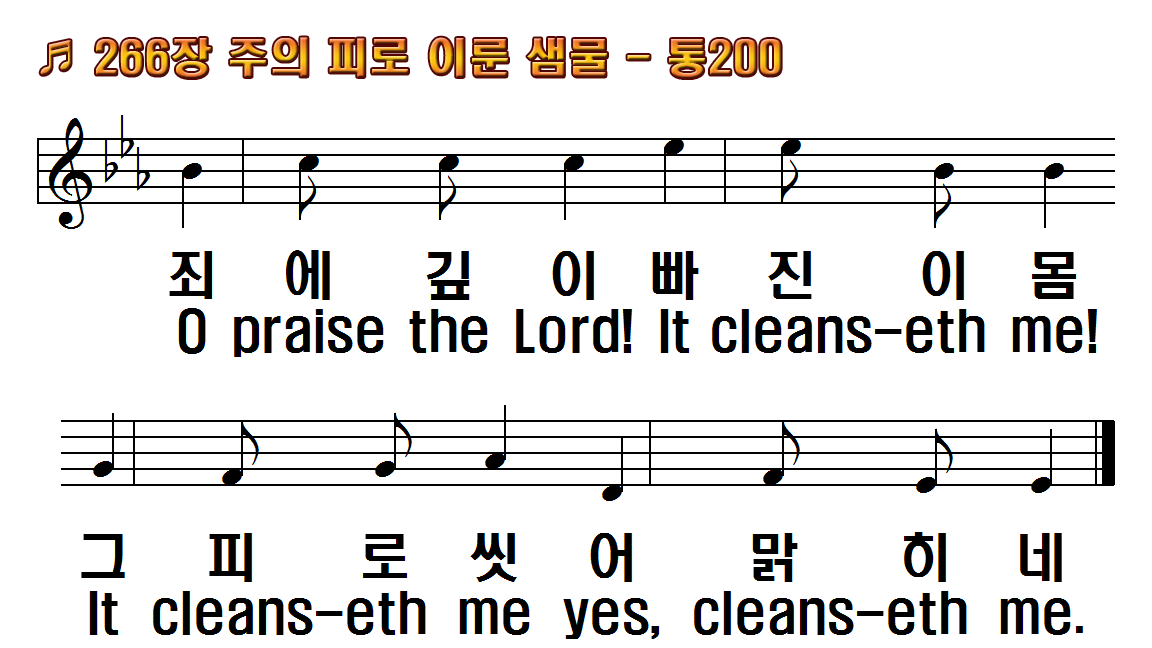 ♬ 266장 주의 피로 이룬 샘물 - 통200
죄 에 깊 이 빠 진 이 몸
O praise the Lord! It cleans-eth me!
그 피 로 씻 어 맑 히 네
It cleans-eth me yes, cleans-eth me.